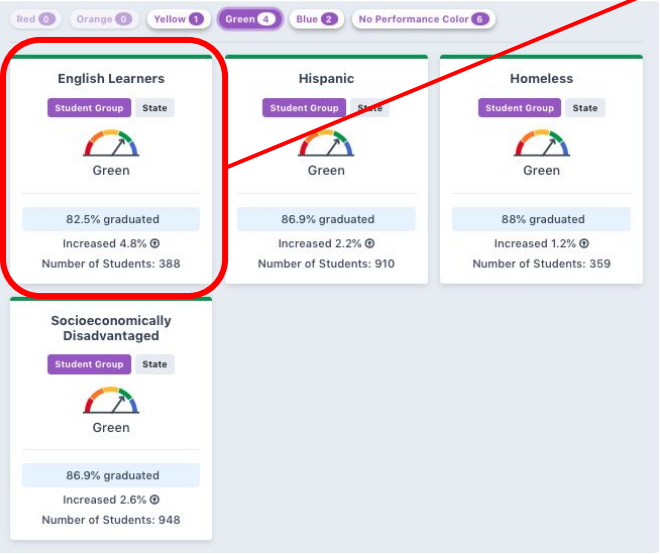 Red 0 Orange 0 Yellow 1 Green 4 Blue 2 No Performance Color 6
English Learners
Student Group State
Green
82.5% graduated
Increased 4.8%
Number of Students: 388
Hispanic
Student Group State
Green
86.9% graduated
Increased 2.2%
Number of Students: 910
Homeless
Student Group State
Green
88% graduated
Increased 1.2%
Number of Students: 359
Socioeconomically
Disadvantaged
Student Group State
Green
86.9% graduated
Increased 2.6%
Number of Students: 948